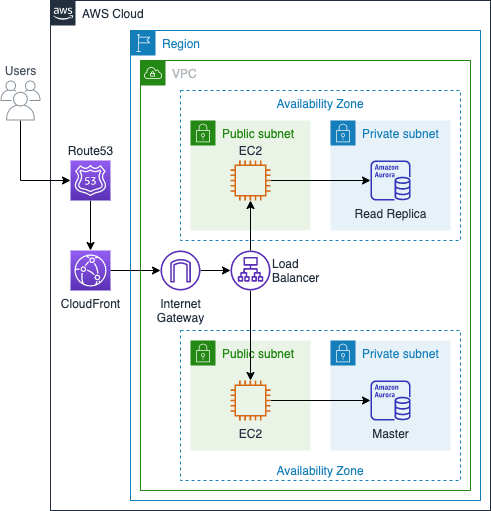 aws
AWS Cloud
Region
VPC
Users
Availability Zone
Public subnet
Private subnet
EC2
Amazon
Aurora
Read Replica
Route53
53
CloudFront
Internet
Gateway
Load
Balancer
Public subnet
Private subnet
Amazon
Aurora
EC2
Master
Availability Zone